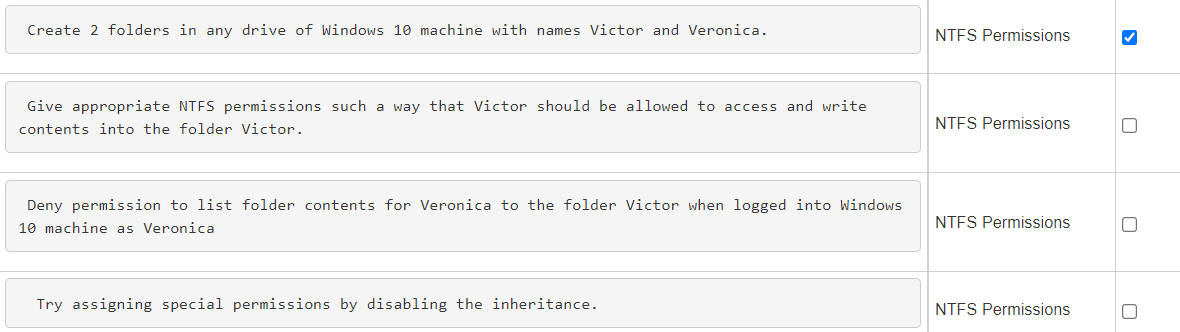 Create 2 folders in any drive of Windows 10 machine with names Victor and Veronica.
NTFS Permissions
Give appropriate NTFS permissions such a way that Victor should be allowed to access and write
contents into the folder Victor.
NTFS Permissions
Deny permission to list folder contents for Veronica to the folder Victor when logged into Windows
10 machine as Veronica
NTFS Permissions
Try assigning special permissions by disabling the inheritance.
NTFS Permissions